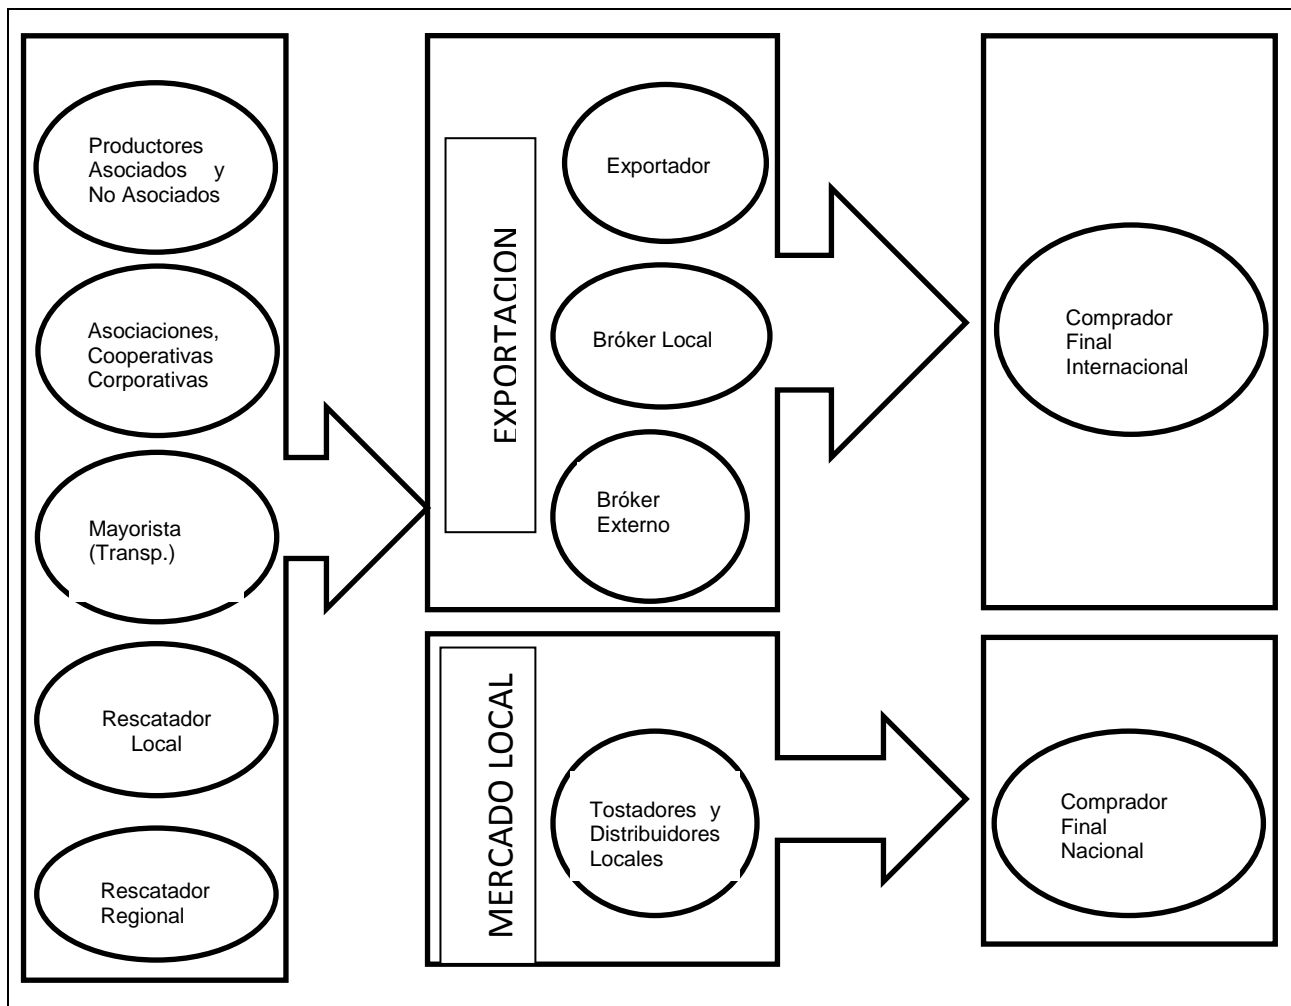 Productores
Asociados y
No Asociados
Asociaciones,
Cooperativas
Corporativas
Mayorista
(Transp.)
Rescatador
Local
Rescatador
Regional
EXPORTACION
Exportador
Bróker Local
Bróker
Externo
MERCADO LOCAL
Tostadores y
Distribuidores
Locales
Comprador
Final
Internacional
Comprador
Final
Nacional